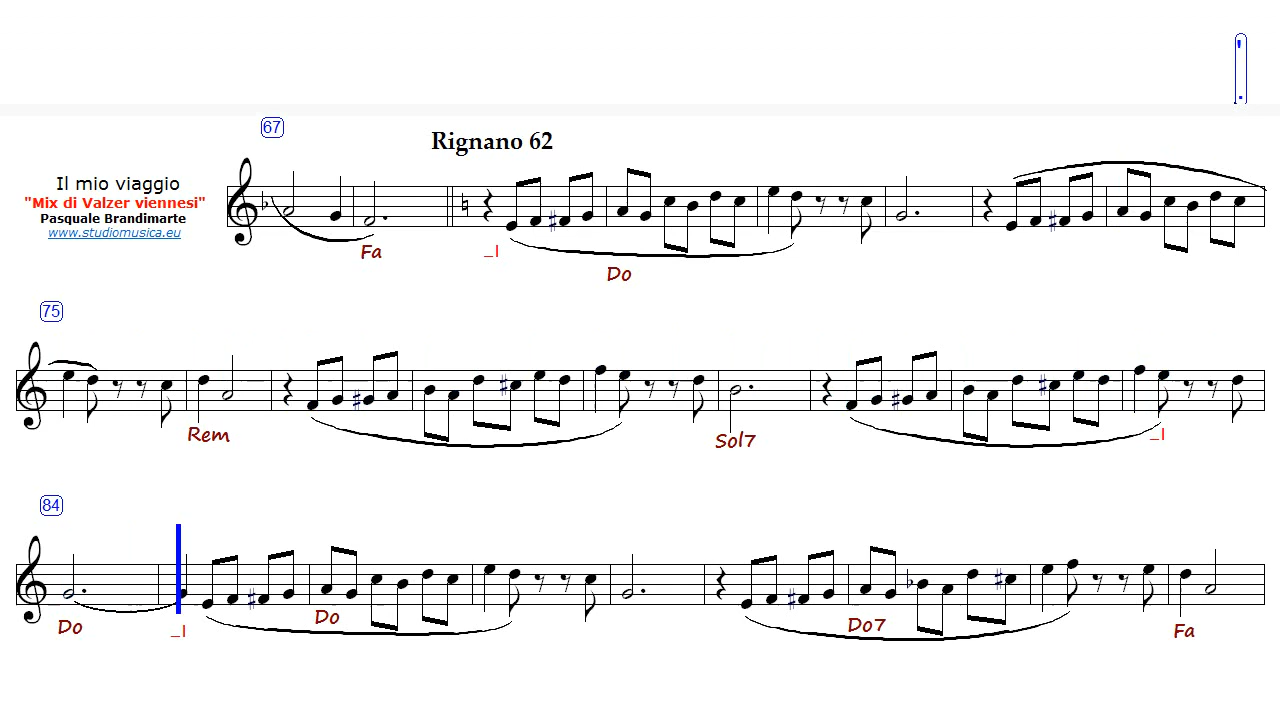 67
Rignano 62
Il mio viaggio
"Mix di Valzer viennesi"
Pasquale Brandimarte
www.studiomusica.eu
Fa
_I
Do
75
Rem
Sol7
_I
84
Do
_I
Do
Do7
Fa